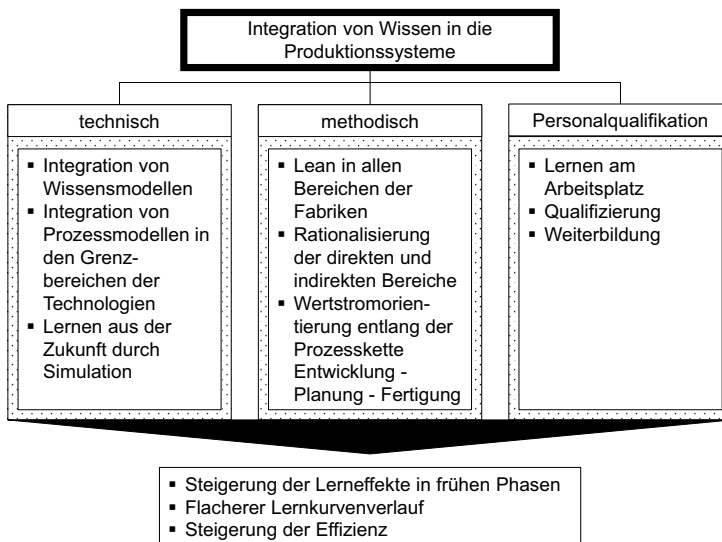 Integration von Wissen in die
Produktionssysteme
technisch
▪ Integration von
Wissensmodellen
▪ Integration von
Prozessmodellen in
den Grenz-
bereichen der
Technologien
▪ Lernen aus der
Zukunft durch
Simulation
methodisch
▪ Lean in allen
Bereichen der
Fabriken
▪ Rationalisierung
der direkten und
indirekten Bereiche
▪ Wertstromorien-
tierung entlang der
Prozesskette
Entwicklung -
Planung - Fertigung
Personalqualifikation
▪ Lernen am
Arbeitsplatz
▪ Qualifizierung
▪ Weiterbildung
▪ Steigerung der Lerneffekte in frühen Phasen
▪ Flacherer Lernkurvenverlauf
▪ Steigerung der Effizienz